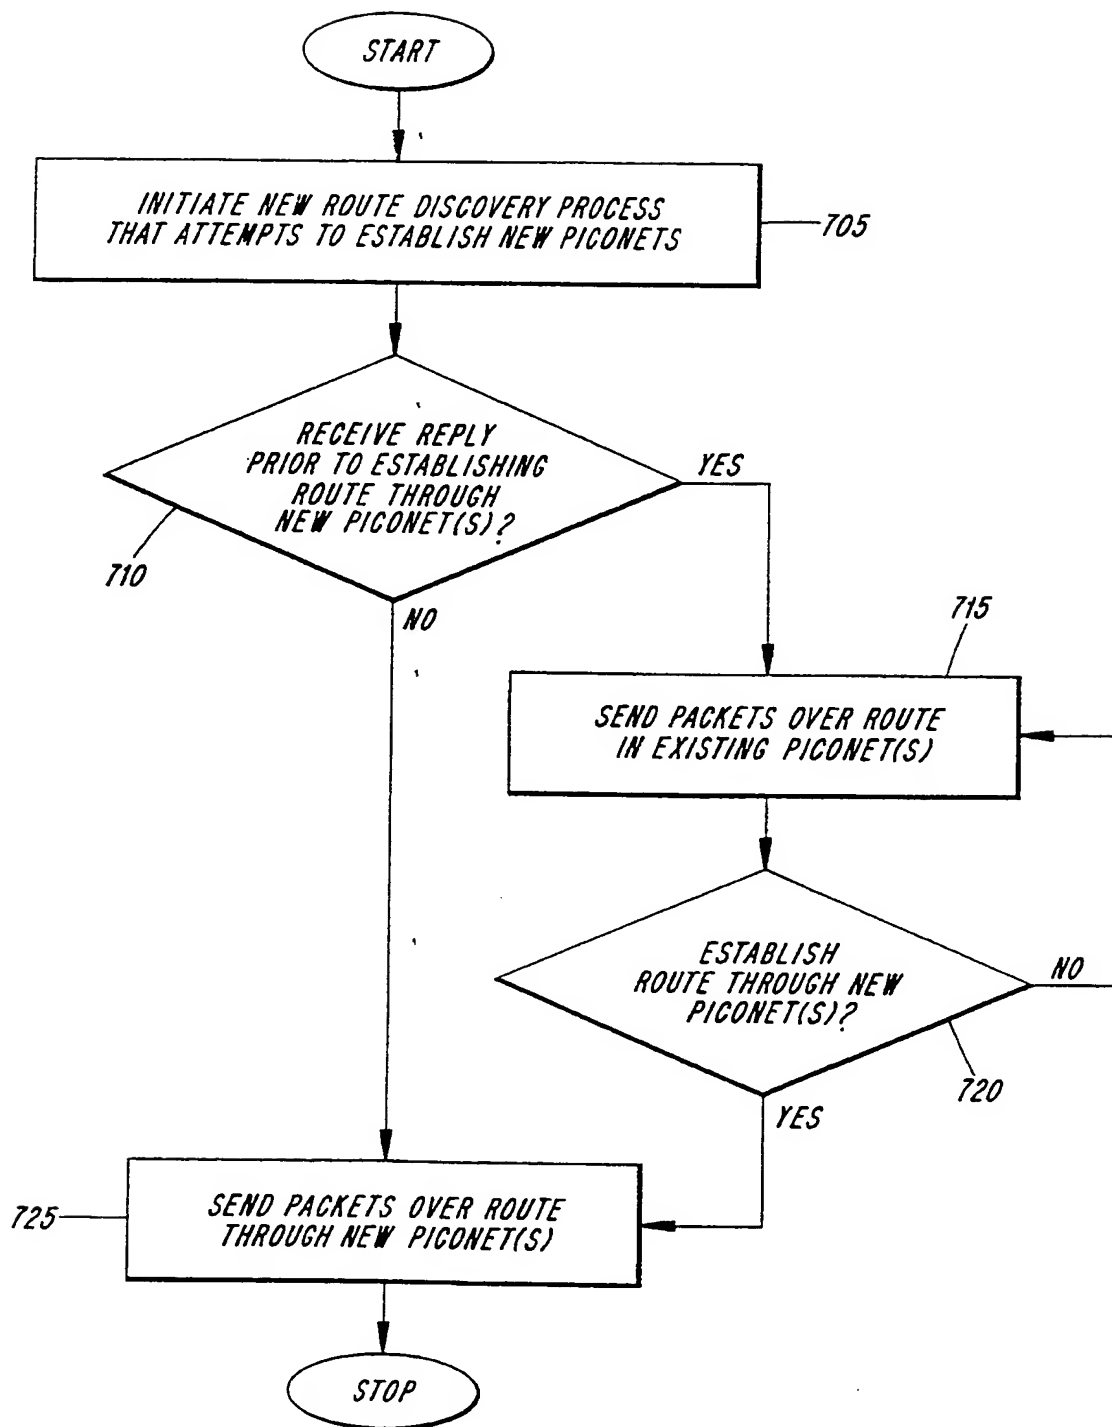 START
INITIATE NEW ROUTE DISCOVERY PROCESS
THAT ATTEMPTS TO ESTABLISH NEW PICONETS
705
RECEIVE REPLY
PRIOR TO ESTABLISHING
ROUTE THROUGH
NEW PICONET(S)?
YES
710
NO
715
SEND PACKETS OVER ROUTE
IN EXISTING PICONET(S)
ESTABLISH
ROUTE THROUGH NEW
PICONET(S)?
NO
720
YES
725
SEND PACKETS OVER ROUTE
THROUGH NEW PICONET(S)
STOP